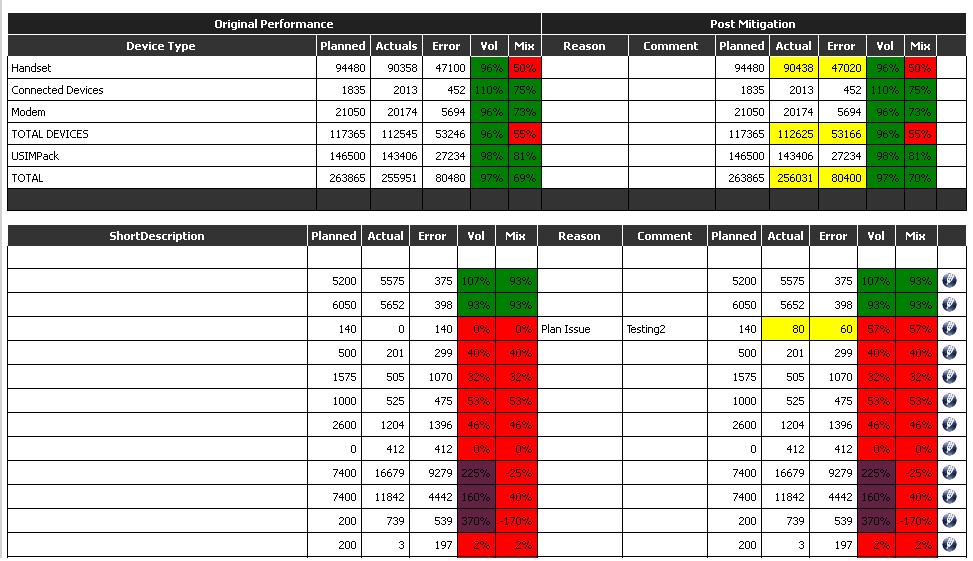 Original Performance Post Mitigation
Device Type Planned Actuals Error Vol Mix Reason Comment Planned Actual Error Vol Mix
Handset 94480 90358 47100 96% 50% 94480 90438 47020 96% 50%
Connected Devices 1835 2013 452 110% 75% 1835 2013 452 110% 75%
Modem 21050 20174 5694 96% 73% 21050 20174 5694 96% 73%
TOTAL DEVICES 117365 112545 53246 96% 55% 117365 112625 53166 96% 55%
USIMPack 146500 143406 27234 98% 81% 146500 143406 27234 98% 81%
TOTAL 263865 255951 80480 97% 69% 263865 256031 80400 97% 70%
ShortDescription Planned Actual Error Vol Mix Reason Comment Planned Actual Error Vol Mix
5200 5575 375 107% 93% 5200 5575 375 107% 93%
6050 5652 398 93% 93% 6050 5652 398 93% 93%
140 0 140 0% 0% Plan Issue Testing2 140 80 60 57% 57%
500 201 299 40% 40% 500 201 299 40% 40%
1575 505 1070 32% 32% 1575 505 1070 32% 32%
1000 525 475 53% 53% 1000 525 475 53% 53%
2600 1204 1396 46% 46% 2600 1204 1396 46% 46%
0 412 412 0% 0% 0 412 412 0% 0%
7400 16679 9279 225% -25% 7400 16679 9279 225% -25%
7400 11842 4442 160% 40% 7400 11842 4442 160% 40%
200 739 539 370% -170% 200 739 539 370% -170%
200 3 197 2% 2% 200 3 197 2% 2%